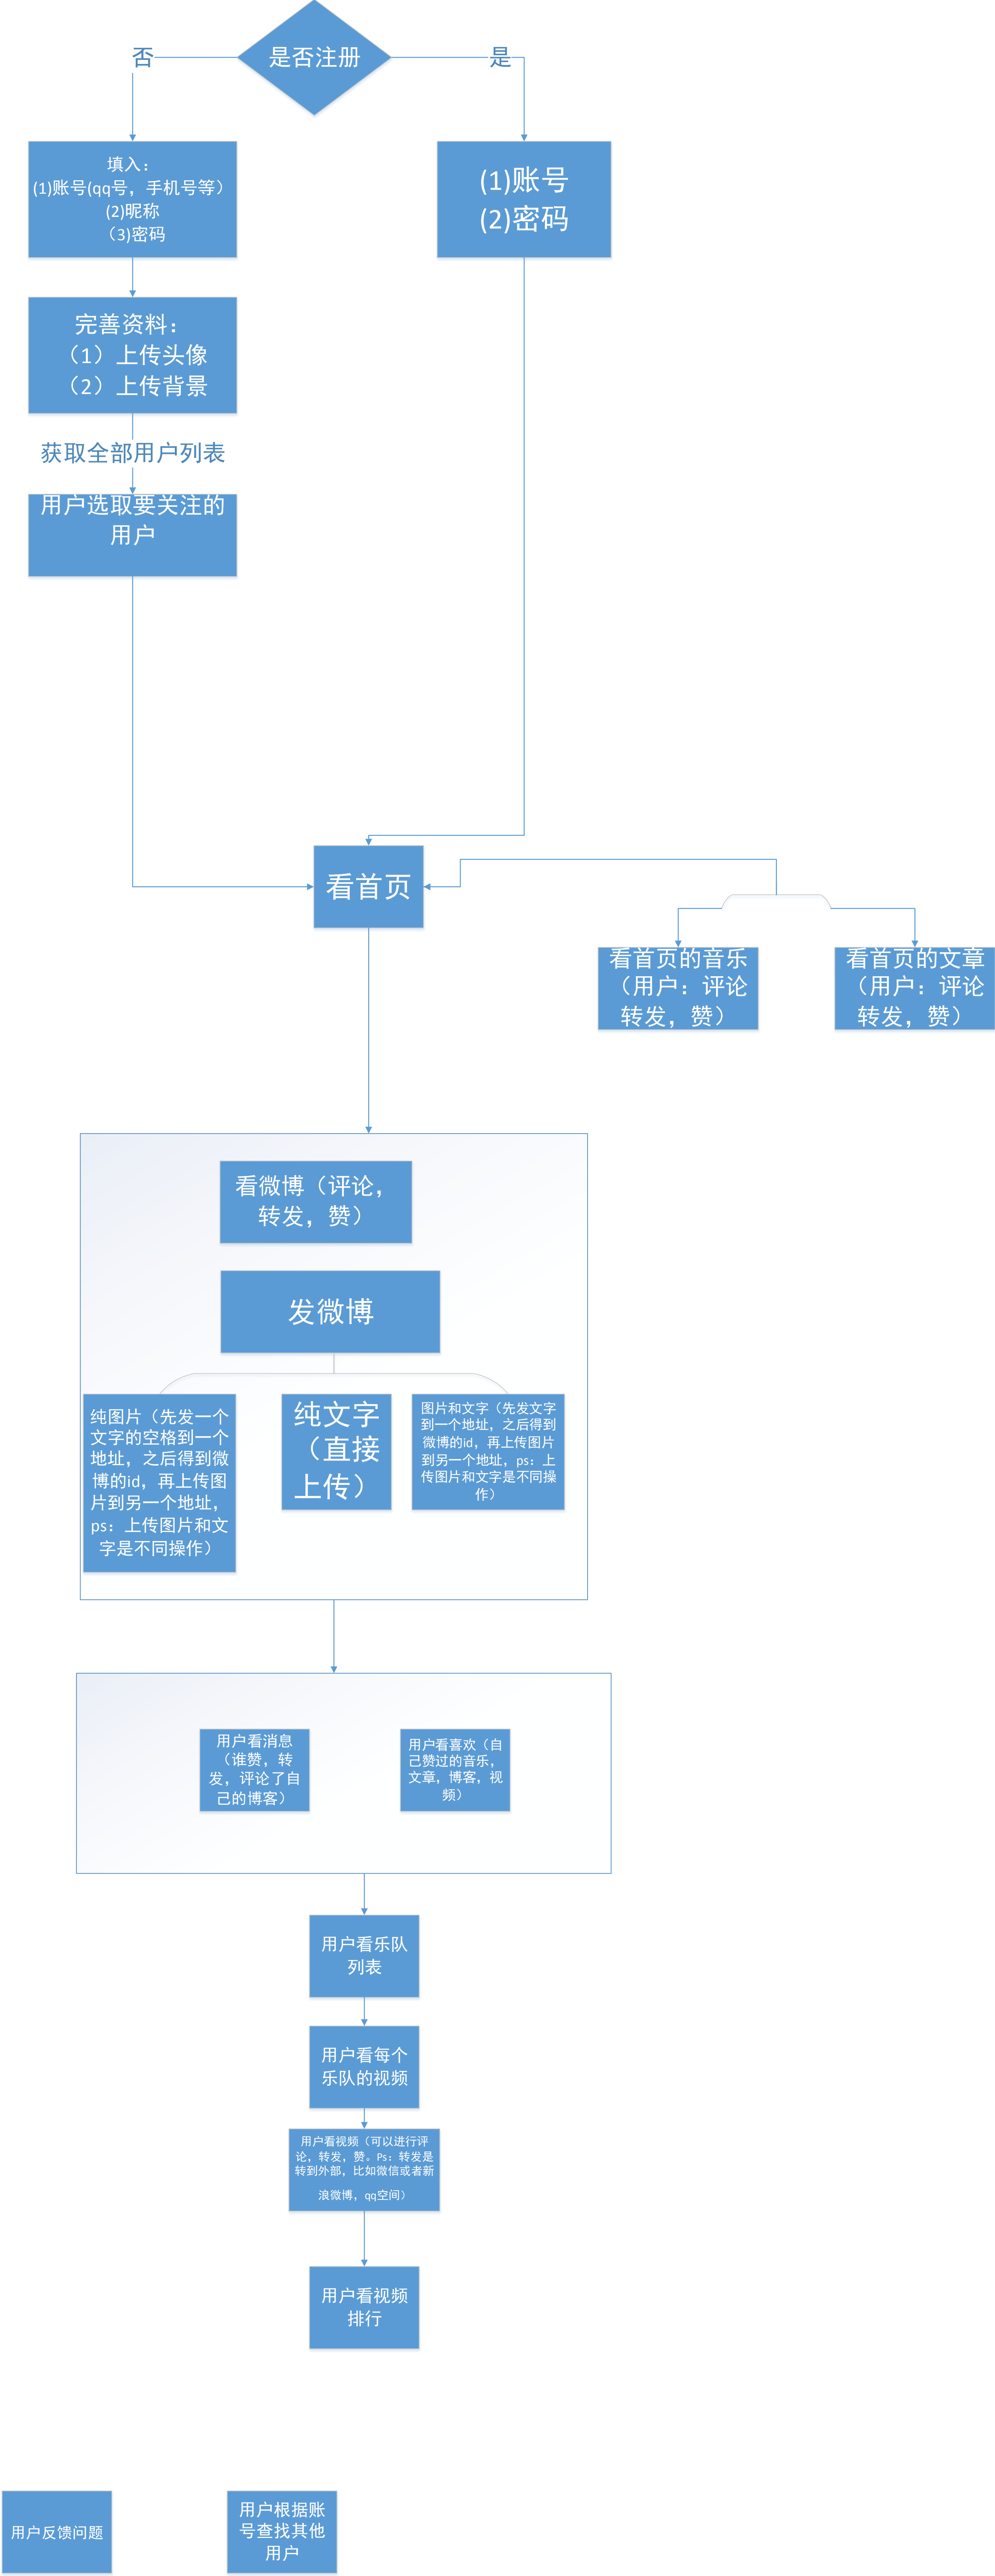 是否注册
否
是
填入：
(1)账号(qq号，手机号等）
(2)昵称
（3)密码
(1)账号
(2)密码
完善资料：
（1）上传头像
（2）上传背景
获取全部用户列表
用户选取要关注的
用户
看首页
看首页的音乐
（用户：评论
转发，赞）
看首页的文章
（用户：评论
转发，赞）
看微博（评论，
转发，赞）
发微博
纯图片（先发一个
文字的空格到一个
地址，之后得到微
博的id，再上传图
片到另一个地址，
ps：上传图片和文
字是不同操作）
纯文字
（直接
上传）
图片和文字（先发文字
到一个地址，之后得到
微博的id，再上传图片
到另一个地址，ps：上
传图片和文字是不同操
作）
用户看消息
（谁赞，转
发，评论了自
己的博客）
用户看喜欢（自
己赞过的音乐，
文章，博客，视
频）
用户看乐队
列表
用户看每个
乐队的视频
用户看视频（可以进行评
论，转发，赞。Ps：转发是
转到外部，比如微信或者新
浪微博，qq空间）
用户看视频
排行
用户反馈问题
用户根据账
号查找其他
用户